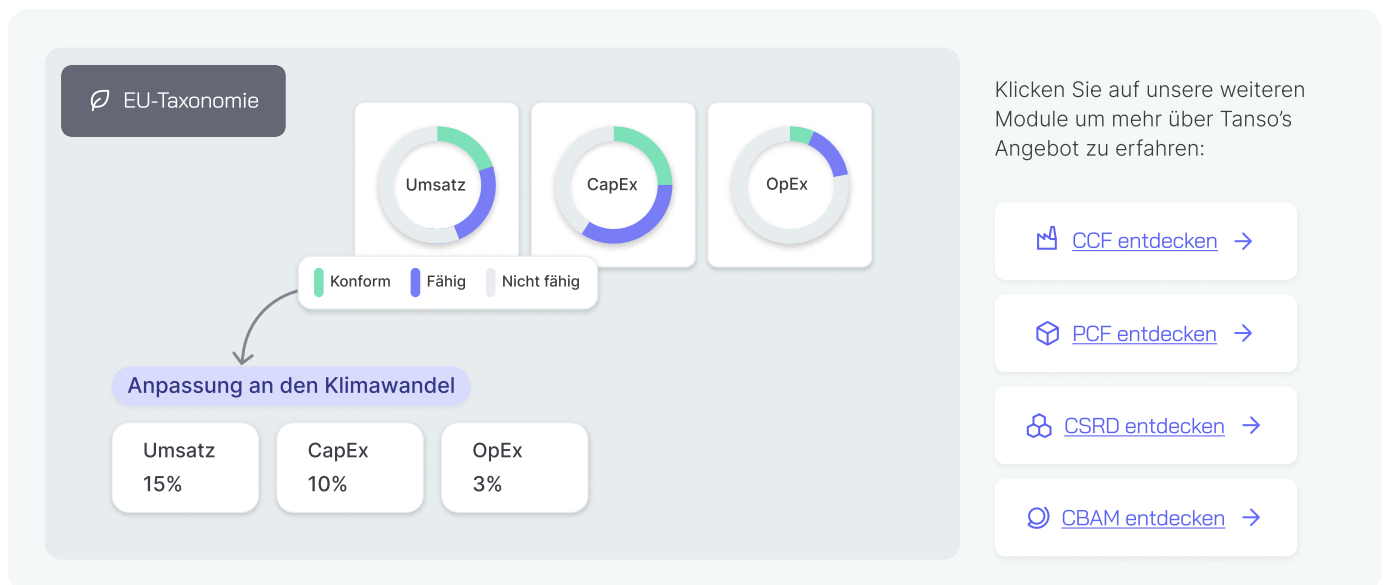 EU-Taxonomie
Umsatz
CapEx
OpEx
Konform
Fähig
Nicht fähig
Anpassung an den Klimawandel
Umsatz
15%
CapEx
10%
OpEx
3%
Klicken Sie auf unsere weiteren
Module um mehr über Tanso’s
Angebot zu erfahren:
CCF entdecken
PCF entdecken
CSRD entdecken
CBAM entdecken